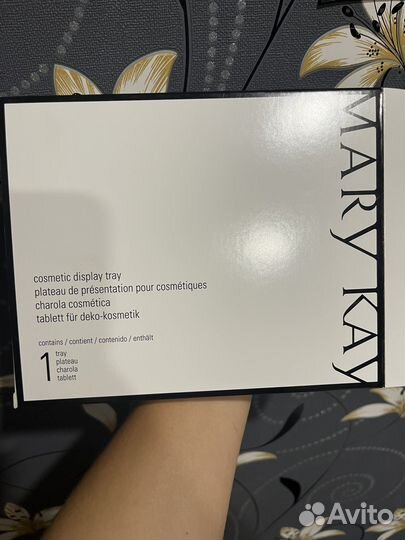 MARY KAY
cosmetic display tray
plateau de présentation pour cosmétiques
charola cosmética
tablett für deko-kosmetik
contains / contient / contenido / enthält
1 tray
plateau
charola
tablett
Avito